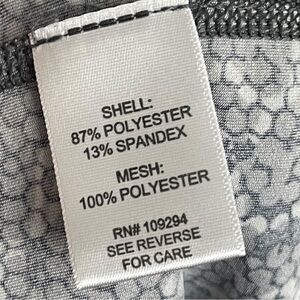 SHELL:
87% POLYESTER
13% SPANDEX
MESH:
100% POLYESTER
RN# 109294
SEE REVERSE
FOR CARE